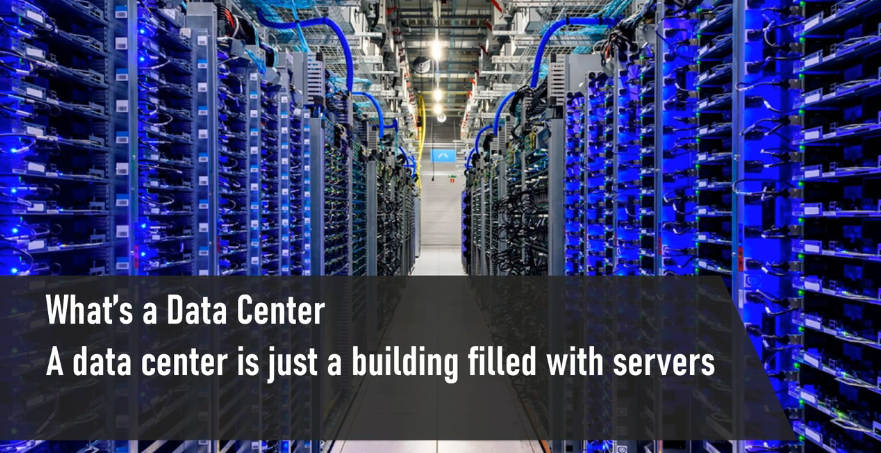 What's a Data Center
A data center is just a building filled with servers